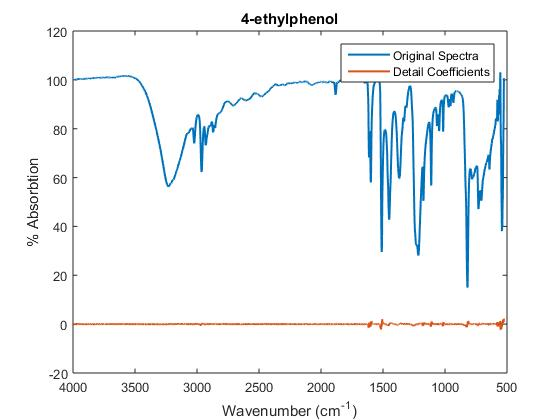 4-ethylphenol
120
100
80
60
40
20
0
-20
% Absorbtion
Original Spectra
Detail Coefficients
4000 3500 3000 2500 2000 1500 1000 500
Wavenumber (cm-1)